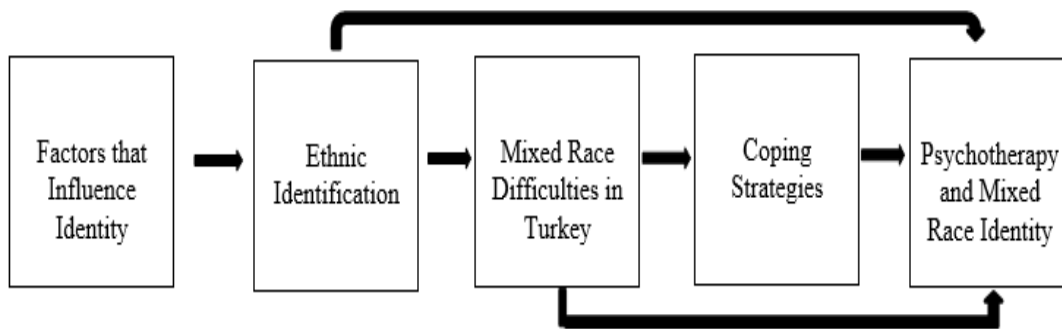 Factors that
Influence
Identity
Ethnic
Identification
Mixed Race
Difficulties in
Turkey
Coping
Strategies
Psychotherapy
and Mixed
Race Identity